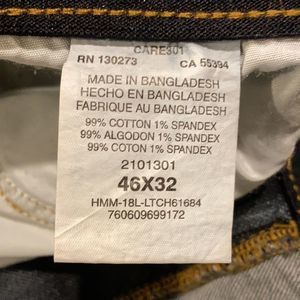 CARE301
RN 130273 CA 55394
MADE IN BANGLADESH
HECHO EN BANGLADESH
FABRIQUE AU BANGLADESH
99% COTTON 1% SPANDEX
99% ALGODON 1% SPANDEX
99% COTON 1% SPANDEX
2101301
46X32
HMM-18L-LTCH61684
760609699172